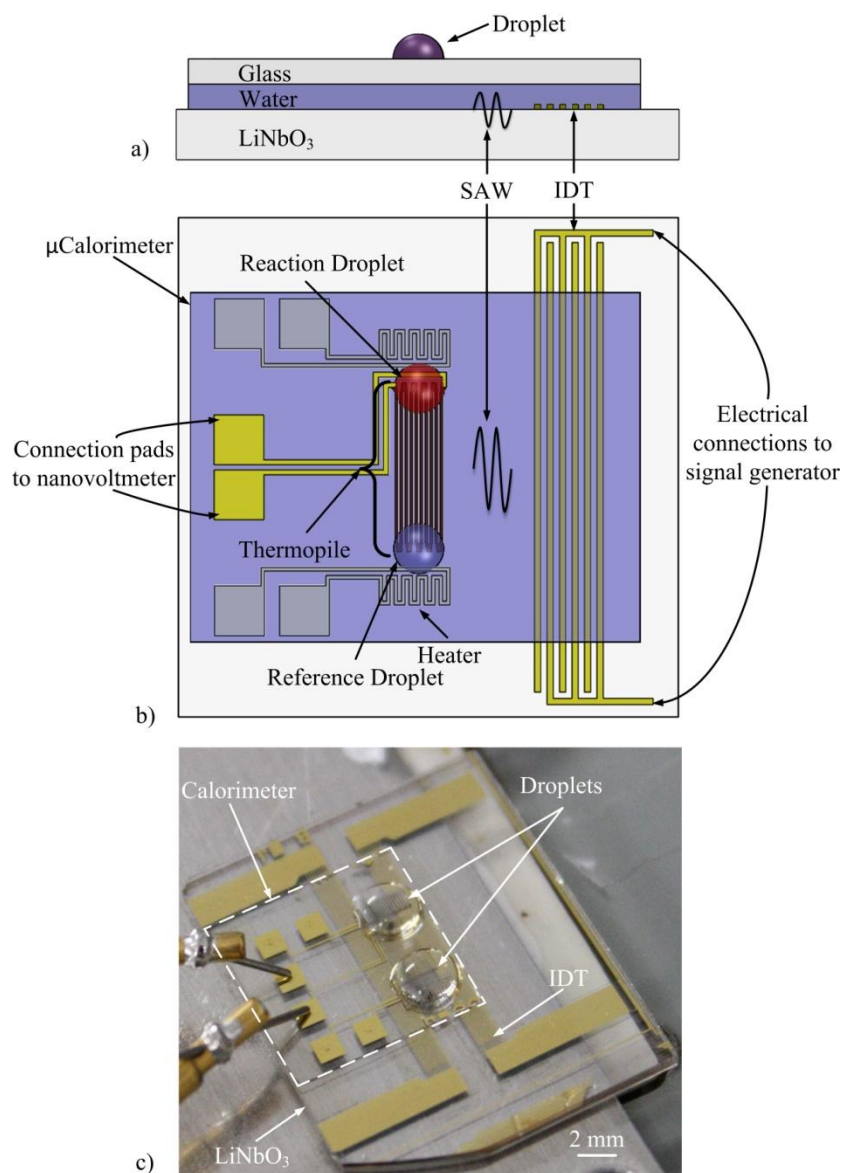 Droplet
Glass
Water
LiNbO3
a)
SAW
IDT
µCalorimeter
Reaction Droplet
Connection pads
to nanovoltmeter
Electrical
connections to
signal generator
Thermopile
Heater
Reference Droplet
b)
Calorimeter
Droplets
IDT
LiNbO3
2 mm
c)